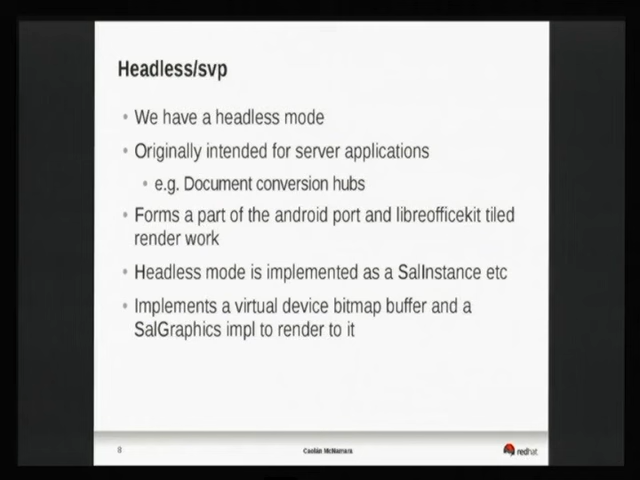 Headless/svp
• We have a headless mode
• Originally intended for server applications
• e.g. Document conversion hubs
• Forms a part of the android port and libreofficekit tiled
render work
• Headless mode is implemented as a SalInstance etc
• Implements a virtual device bitmap buffer and a
SalGraphics impl to render to it
8
Caolán McNamara
redhat